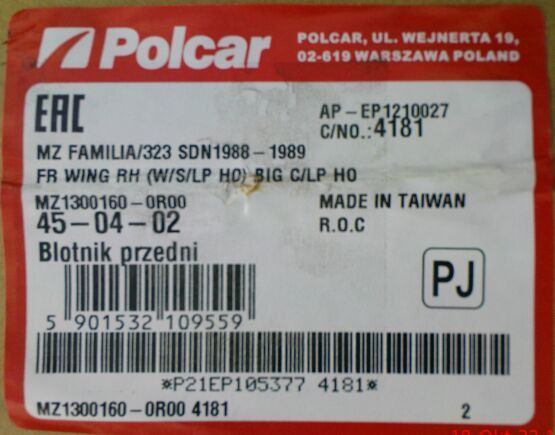 Polcar
POLCAR, UL. WEJNERTA 19,
02-619 WARSZAWA POLAND
EAC
AP-EP1210027
C/NO.:4181
MZ FAMILIA/323 SDN1988-1989
FR WING RH (W/S/LP HO) BIG C/LP HO
MZ1300160-0R00
MADE IN TAIWAN
45-04-02
R.O.C
Blotnik przedni
PJ
5 901532 109559
*P21EP105377 4181*
MZ1300160-0R00 4181
2